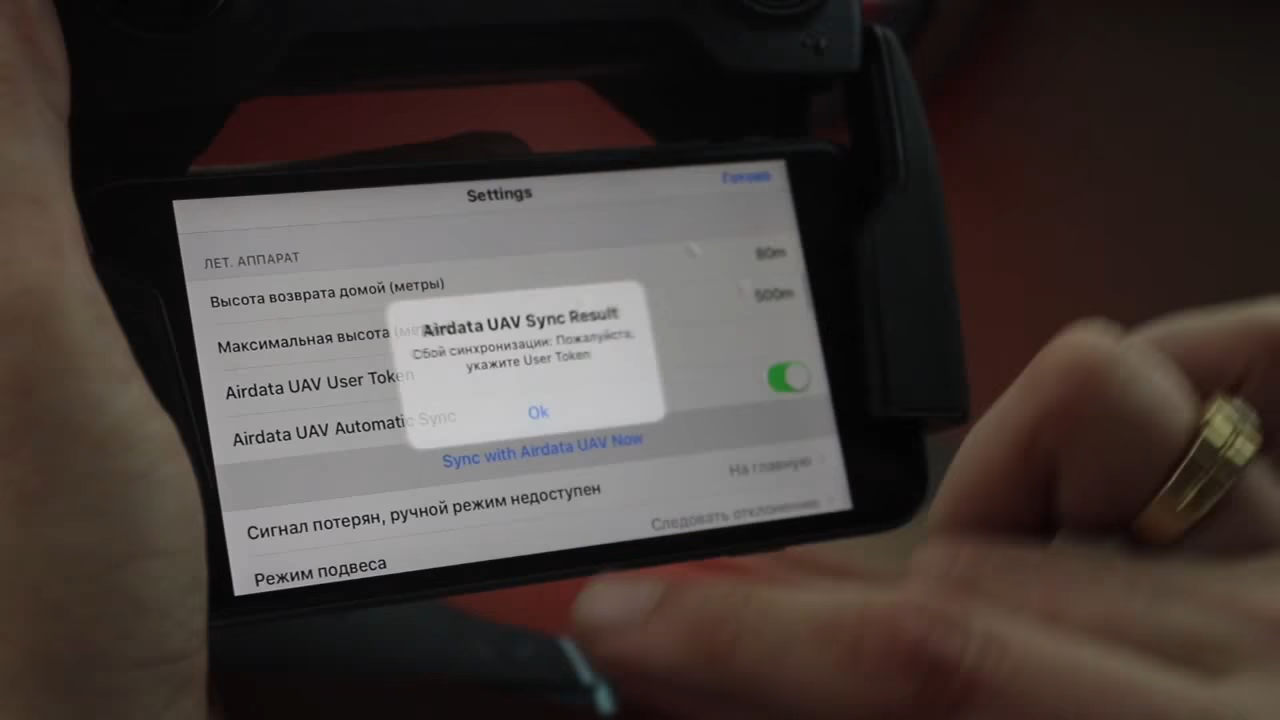 Settings
Готово
ЛЕТ. АППАРАТ
Высота возврата домой (метры)
80m
Максимальная высота
500m
Airdata UAV User Token
Airdata UAV Automatic Sync
Airdata UAV Sync Result
Сбой синхронизации: Пожалуйста,
укажите User Token
Ok
Sync with Airdata UAV Now
Сигнал потерян, ручной режим недоступен
На главную
Режим подвеса
Следовать отклонению